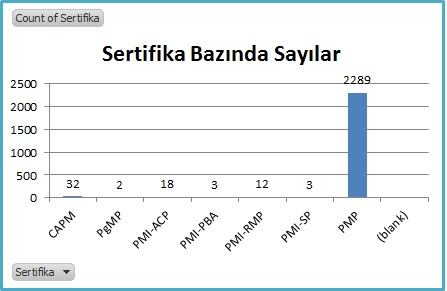 Count of Sertifika
Sertifika Bazında Sayılar
2500
2000
1500
1000
500
0
32
2
18
3
12
3
2289
CAPM
PgMP
PMI-ACP
PMI-PBA
PMI-RMP
PMI-SP
PMP
(blank)
Sertifika